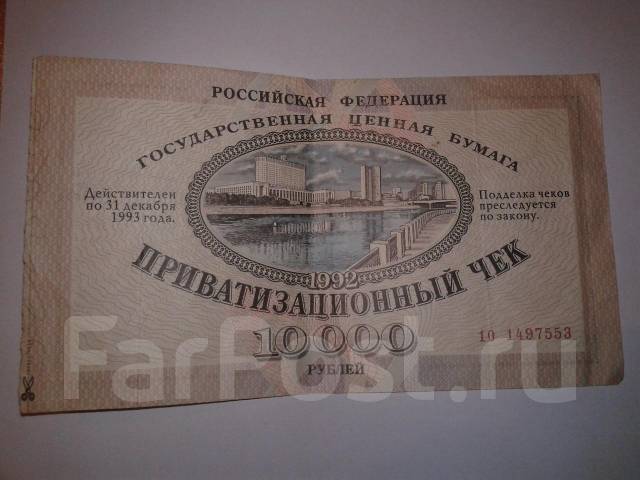 РОССИЙСКАЯ ФЕДЕРАЦИЯ
ГОСУДАРСТВЕННАЯ ЦЕННАЯ БУМАГА
Действителен
по 31 декабря
1993 года.
Подделка чеков
преследуется
по закону.
1992
ПРИВАТИЗАЦИОННЫЙ ЧЕК
10000
РУБЛЕЙ
10 1497553
FarPost.ru